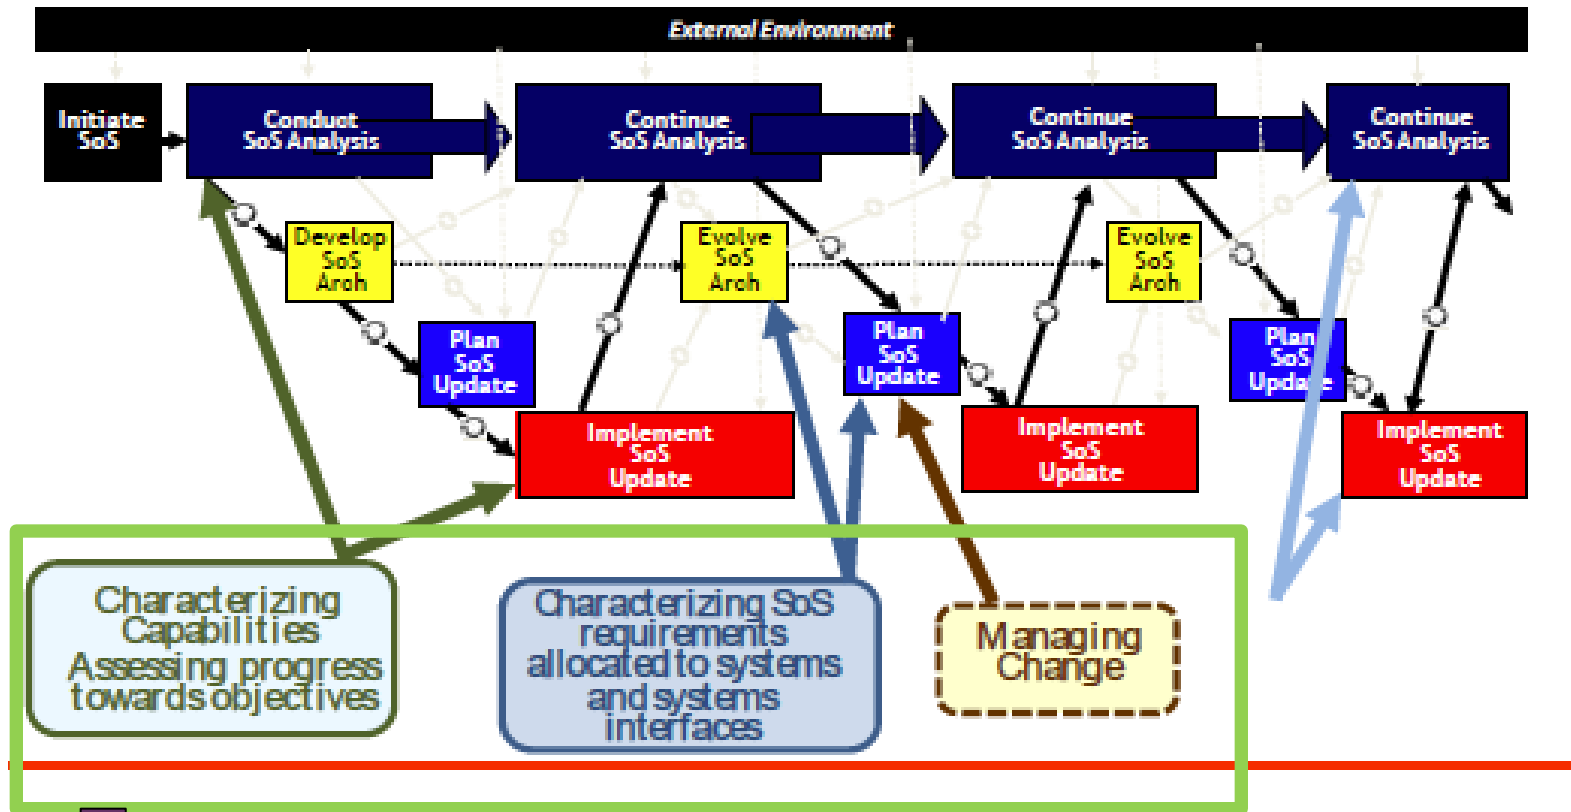 External Environment
Initiate
SoS
Conduct
SoS Analysis
Continue
SoS Analysis
Continue
SoS Analysis
Continue
SoS Analysis
Develop
SoS
Arch
Evolve
SoS
Arch
Evolve
SoS
Arch
Plan
SoS
Update
Plan
SoS
Update
Plan
SoS
Update
Implement
SoS
Update
Implement
SoS
Update
Implement
SoS
Update
Characterizing
Capabilities
Assessing progress
towards objectives
Characterizing SoS
requirements
allocated to systems
and systems
interfaces
Managing
Change